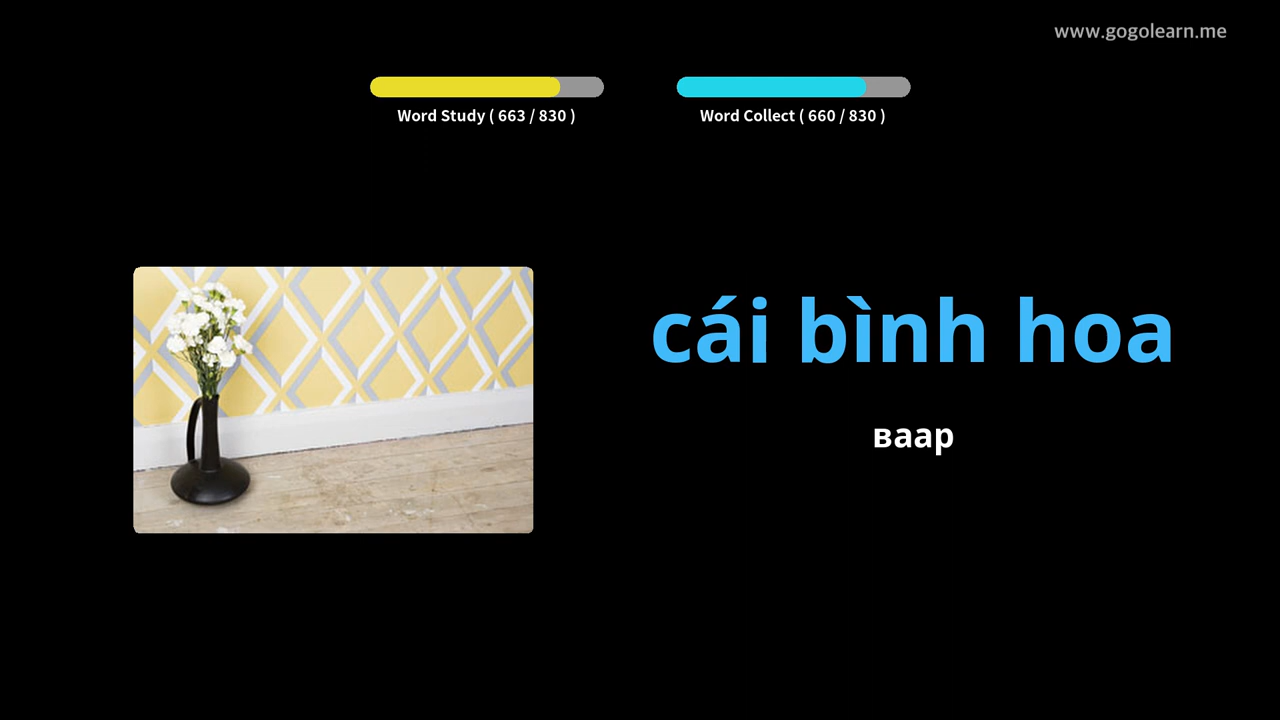 www.gogolearn.me
Word Study ( 663 / 830 )
Word Collect ( 660 / 830 )
cái bình hoa
ваар